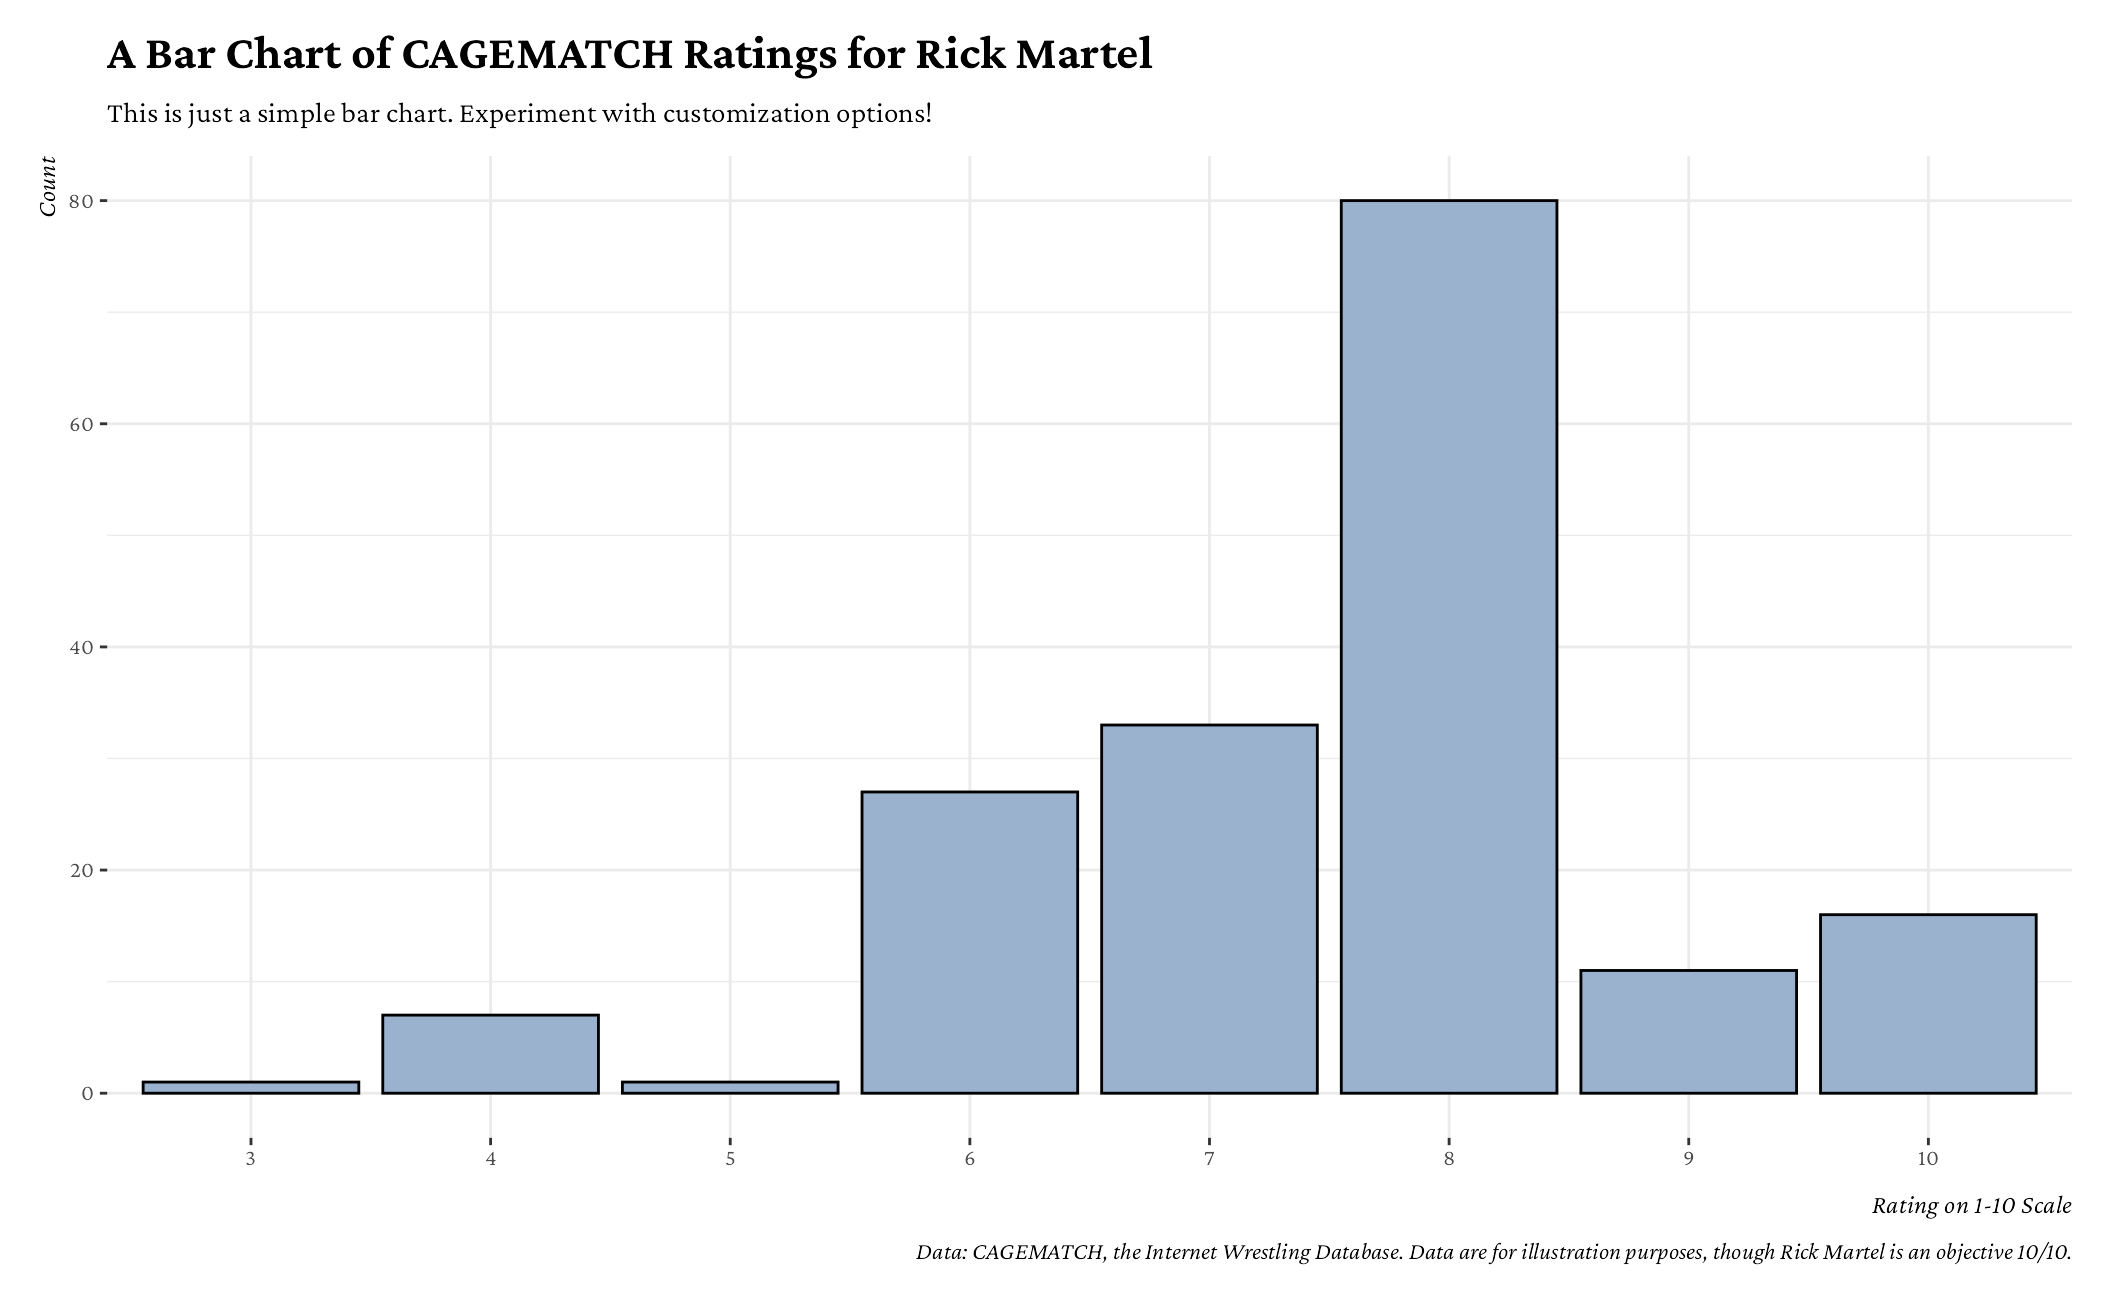 A Bar Chart of CAGEMATCH Ratings for Rick Martel
This is just a simple bar chart. Experiment with customization options!
Count
80
60
40
20
0
3 4 5 6 7 8 9 10
Rating on 1-10 Scale
Data: CAGEMATCH, the Internet Wrestling Database. Data are for illustration purposes, though Rick Martel is an objective 10/10.